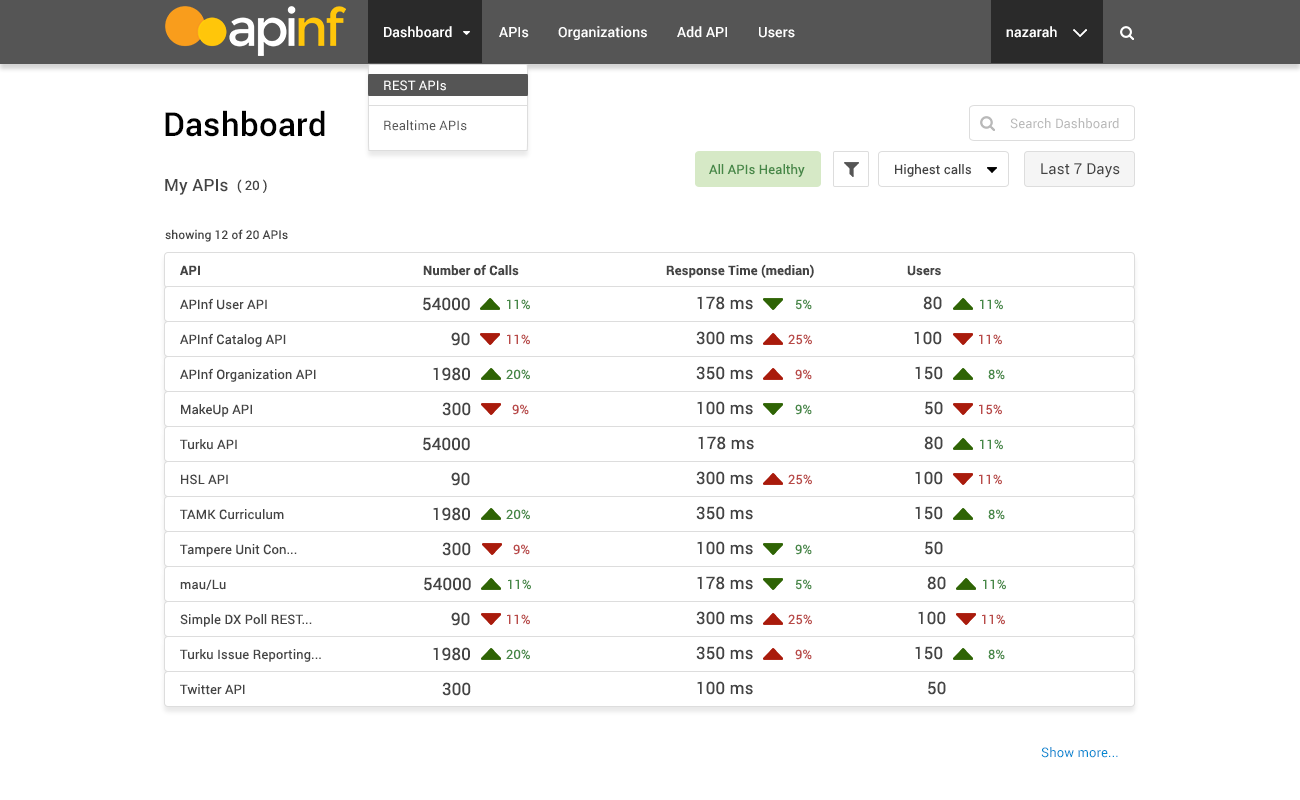 apinf Dashboard APIs Organizations Add API Users nazarah
REST APIs
Realtime APIs
Dashboard
Search Dashboard
All APIs Healthy Highest calls Last 7 Days
My APIs ( 20 )
showing 12 of 20 APIs
API Number of Calls Response Time (median) Users
APInf User API 54000 11% 178 ms 5% 80 11%
APInf Catalog API 90 11% 300 ms 25% 100 11%
APInf Organization API 1980 20% 350 ms 9% 150 8%
MakeUp API 300 9% 100 ms 9% 50 15%
Turku API 54000 178 ms 80 11%
HSL API 90 300 ms 25% 100 11%
TAMK Curriculum 1980 20% 350 ms 150 8%
Tampere Unit Con... 300 9% 100 ms 9% 50
mau/Lu 54000 11% 178 ms 5% 80 11%
Simple DX Poll REST... 90 11% 300 ms 25% 100 11%
Turku Issue Reporting... 1980 20% 350 ms 9% 150 8%
Twitter API 300 100 ms 50
Show more...